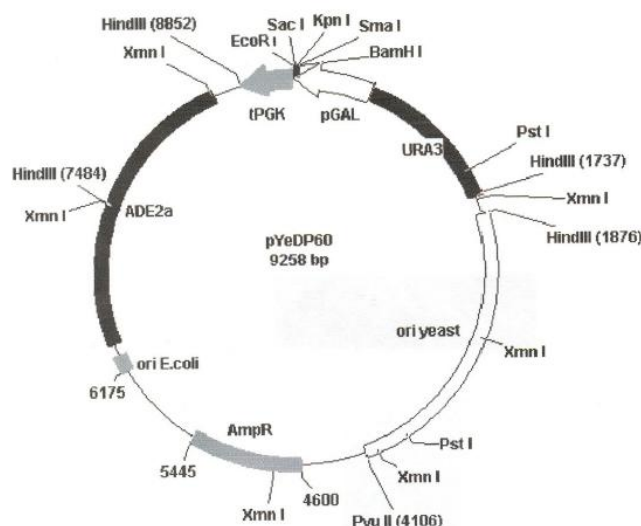 HindIII (8852)
Xmn I
EcoR I
Sac I
Kpn I
Sma I
BamH I
tPGK
pGAL
URA3
Pst I
HindIII (1737)
Xmn I
HindIII (1876)
HindIII (7484)
Xmn I
ADE2a
pYeDP60
9258 bp
ori yeast
Xmn I
ori E.coli
6175
AmpR
5445
Xmn I
4600
Pst I
Xmn I
Pvu II (4106)